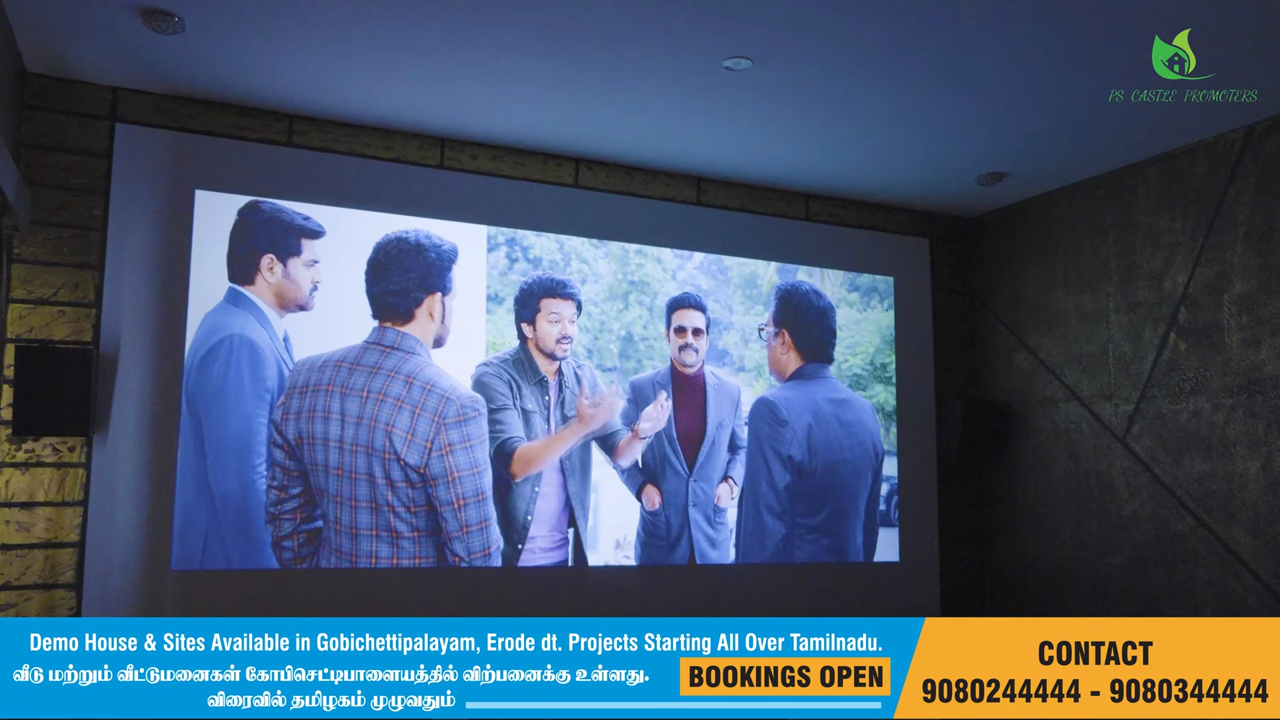 PS CASTLE PROMOTERS
Demo House & Sites Available in Gobichettipalayam, Erode dt. Projects Starting All Over Tamilnadu.
வீடு மற்றும் வீட்டுமனைகள் கோபிசெட்டிபாளையத்தில் விற்பனைக்கு உள்ளது.
விரைவில் தமிழகம் முழுவதும்
BOOKINGS OPEN
CONTACT
9080244444 - 9080344444